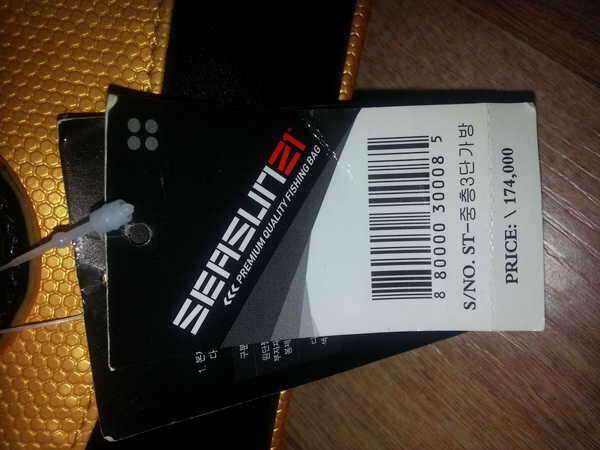 SEASUN21
<<< PREMIUM QUALITY FISHING BAG
8 80000 30008 5
S/NO. ST-중층3단가방
PRICE: \ 174,000